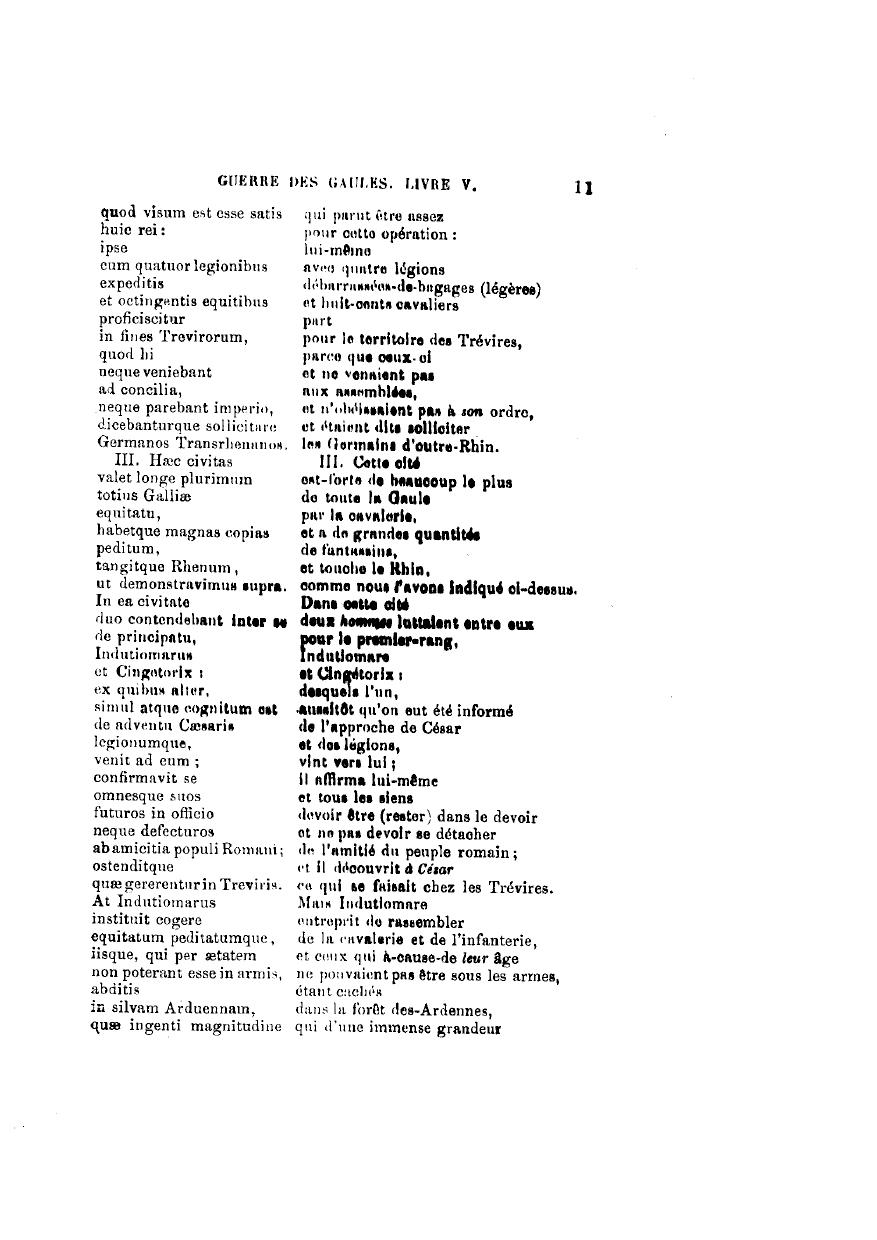 GUERRE DES GAULES. LIVRE V. 11
quod visum est esse satis
huic rei :
ipse
cum quatuor legionibus
expeditis
et octingentis equitibus
proficiscitur
in fines Trevirorum,
quod hi
neque veniebant
ad concilia,
neque parebant imperio,
dicebanturque sollicitare
Germanos Transrhenanos.
III. Hæc civitas
valet longe plurimum
totius Galliæ
equitatu,
habetque magnas copias
peditum,
tangitque Rhenum,
ut demonstravimus supra.
In ea civitate
duo contendebant inter se
de principatu,
Indutiomarus
et Cingetorix :
ex quibus alter,
simul atque cognitum est
de adventu Cæsaris
legionumque,
venit ad eum ;
confirmavit se
omnesque suos
futuros in officio
neque defecturos
ab amicitia populi Romani ;
ostenditque
quæ gererentur in Treviris.
At Indutiomarus
instituit cogere
equitatum peditatumque,
iisque, qui per ætatem
non poterant esse in armis,
abditis
in silvam Arduennam,
quæ ingenti magnitudine
qui parut être assez
pour cette opération :
lui-même
avec quatre légions
débarrassées-de-bagages (légères)
et huit-cents cavaliers
part
pour le territoire des Trévires,
parce que ceux-ci
et ne venaient pas
aux assemblées,
et n'obéissaient pas à son ordre,
et étaient dits solliciter
les Germains d'outre-Rhin.
III. Cette cité
est-forte de beaucoup le plus
de toute la Gaule
par la cavalerie,
et a de grandes quantités
de fantassins,
et touche le Rhin,
comme nous l'avons indiqué ci-dessus.
Dans cette cité
deux hommes luttaient entre eux
pour le premier-rang,
Indutiomare
et Cingétorix :
desquels l'un,
aussitôt qu'on eut été informé
de l'approche de César
et des légions,
vint vers lui ;
il affirma lui-même
et tous les siens
devoir être (rester) dans le devoir
et ne pas devoir se détacher
de l'amitié du peuple romain ;
et il découvrit à César
ce qui se faisait chez les Trévires.
Mais Indutiomare
entreprit de rassembler
de la cavalerie et de l'infanterie,
et ceux qui à-cause-de leur âge
ne pouvaient pas être sous les armes,
étant cachés
dans la forêt des-Ardennes,
qui d'une immense grandeur